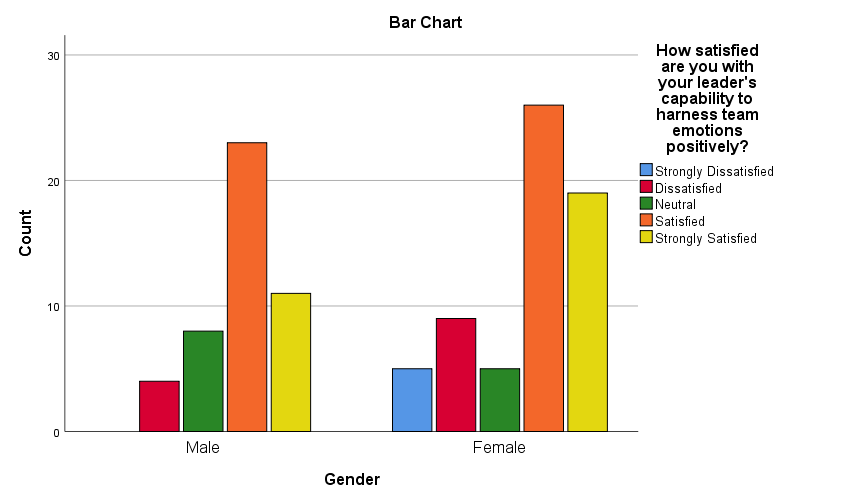 Bar Chart
How satisfied
are you with
your leader's
capability to
harness team
emotions
positively?
Strongly Dissatisfied
Dissatisfied
Neutral
Satisfied
Strongly Satisfied
Count
30
20
10
0
Male Female
Gender